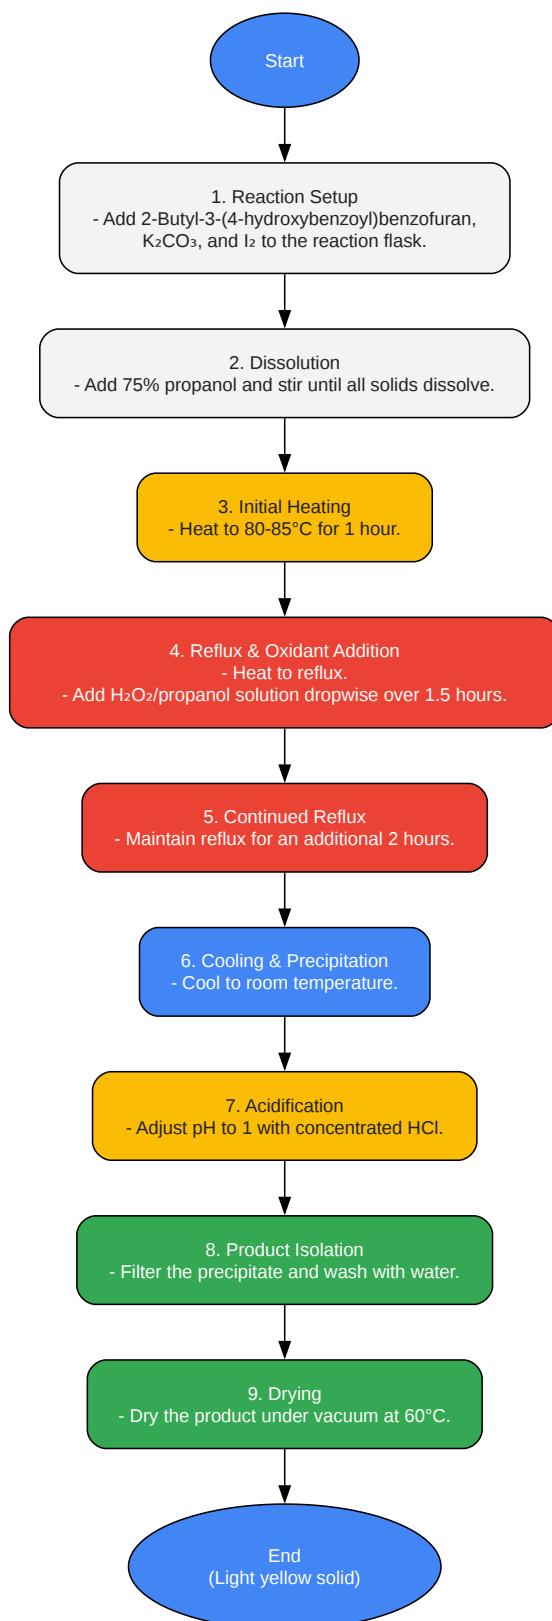 Start
1. Reaction Setup
- Add 2-Butyl-3-(4-hydroxybenzoyl)benzofuran,
K₂CO₃, and I₂ to the reaction flask.
2. Dissolution
- Add 75% propanol and stir until all solids dissolve.
3. Initial Heating
- Heat to 80-85°C for 1 hour.
4. Reflux & Oxidant Addition
- Heat to reflux.
- Add H₂O₂/propanol solution dropwise over 1.5 hours.
5. Continued Reflux
- Maintain reflux for an additional 2 hours.
6. Cooling & Precipitation
- Cool to room temperature.
7. Acidification
- Adjust pH to 1 with concentrated HCl.
8. Product Isolation
- Filter the precipitate and wash with water.
9. Drying
- Dry the product under vacuum at 60°C.
End
(Light yellow solid)